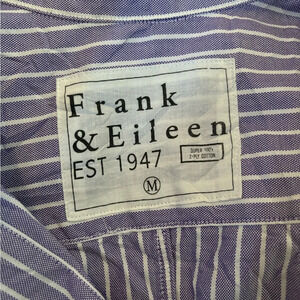 Frank
& Eileen
EST 1947
SUPER 100's
2-PLY COTTON
M